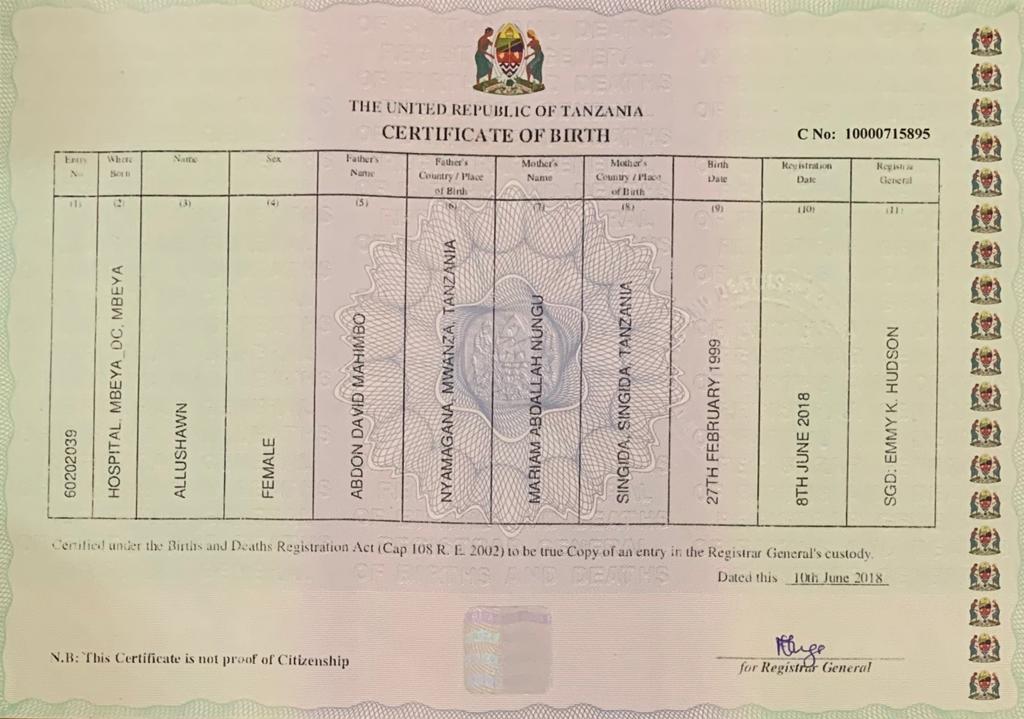 THE UNITED REPUBLIC OF TANZANIA
CERTIFICATE OF BIRTH
C No: 10000715895
Entry No.
Where Born
Name
Sex
Father's Name
Father's Country / Place of Birth
Mother's Name
Mother's Country / Place of Birth
Birth Date
Registration Date
Registrar General
(1) (2) (3) (4) (5) (6) (7) (8) (9) (10) (11)
60202039
HOSPITAL, MBEYA_DC, MBEYA
ALLUSHAWN
FEMALE
ABDON DAVID MAHIMBO
NYAMAGANA, MWANZA, TANZANIA
MARIAM ABDALLAH NUNGU
SINGIDA, SINGIDA, TANZANIA
27TH FEBRUARY 1999
8TH JUNE 2018
SGD: EMMY K. HUDSON
Certified under the Births and Deaths Registration Act (Cap 108 R. E. 2002) to be true Copy of an entry in the Registrar General's custody.
Dated this 10th June 2018
N.B: This Certificate is not proof of Citizenship
for Registrar General